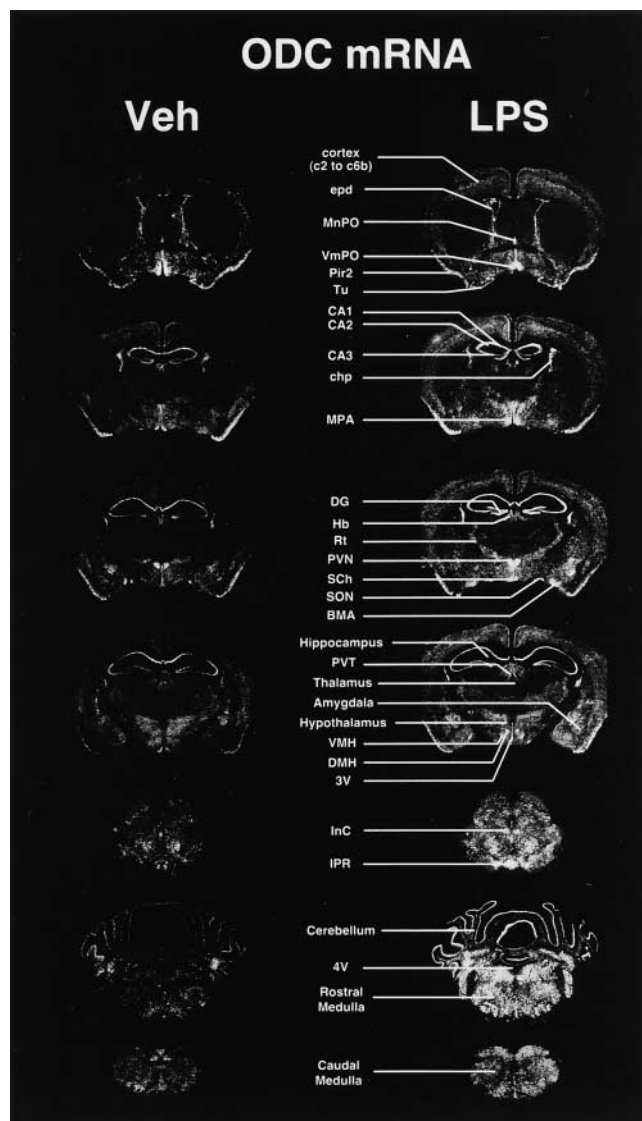 ODC mRNA
Veh
LPS
cortex
(c2 to c6b)
epd
MnPO
VmPO
Pir2
Tu
CA1
CA2
CA3
chp
MPA
DG
Hb
Rt
PVN
SCh
SON
BMA
Hippocampus
PVT
Thalamus
Amygdala
Hypothalamus
VMH
DMH
3V
InC
IPR
Cerebellum
4V
Rostral
Medulla
Caudal
Medulla